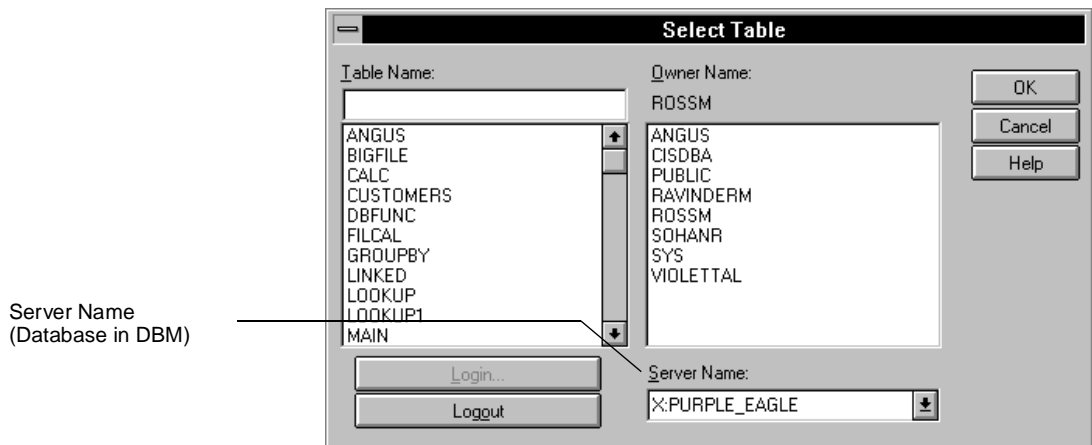 Select Table
Table Name:
ANGUS
BIGFILE
CALC
CUSTOMERS
DBFUNC
FILCAL
GROUPBY
LINKED
LOOKUP
LOOKUP1
MAIN
Login...
Logout
Owner Name:
ROSSM
ANGUS
CISDBA
PUBLIC
RAVINDERM
ROSSM
SOHANR
SYS
VIOLETTAL
Server Name:
X:PURPLE_EAGLE
OK
Cancel
Help
Server Name
(Database in DBM)